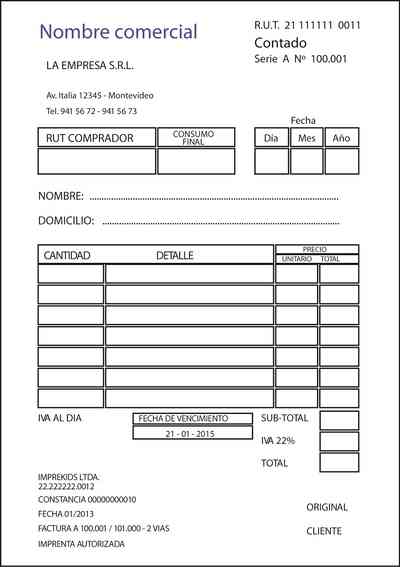 Nombre comercial
R.U.T. 21 111111 0011
Contado
Serie A Nº 100.001
LA EMPRESA S.R.L.
Av. Italia 12345 - Montevideo
Tel. 941 56 72 - 941 56 73
Fecha
RUT COMPRADOR CONSUMO FINAL Día Mes Año
NOMBRE: ..........................................................................................
DOMICILIO: .....................................................................................
CANTIDAD DETALLE PRECIO
UNITARIO TOTAL
IVA AL DIA FECHA DE VENCIMIENTO SUB-TOTAL
21 - 01 - 2015
IVA 22%
TOTAL
IMPREKIDS LTDA.
22.222222.0012
CONSTANCIA 00000000010
FECHA 01/2013
FACTURA A 100.001 / 101.000 - 2 VIAS
IMPRENTA AUTORIZADA
ORIGINAL
CLIENTE